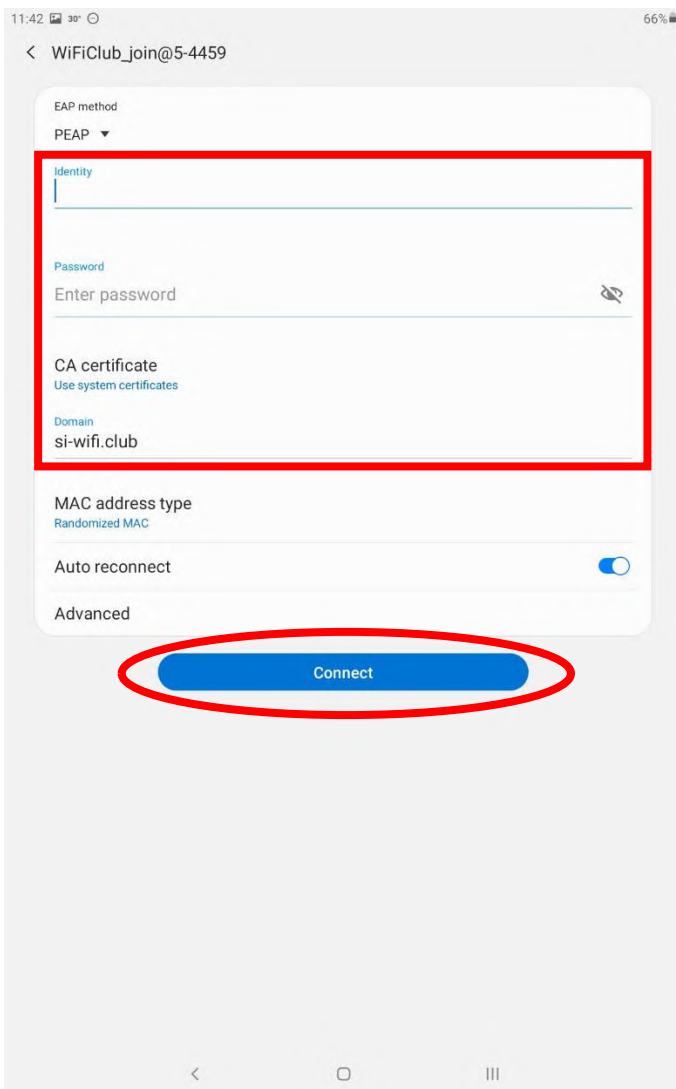 11:42 30° 66%
WiFiClub_join@5-4459
EAP method
PEAP
Identity
Password
Enter password
CA certificate
Use system certificates
Domain
si-wifi.club
MAC address type
Randomized MAC
Auto reconnect
Advanced
Connect